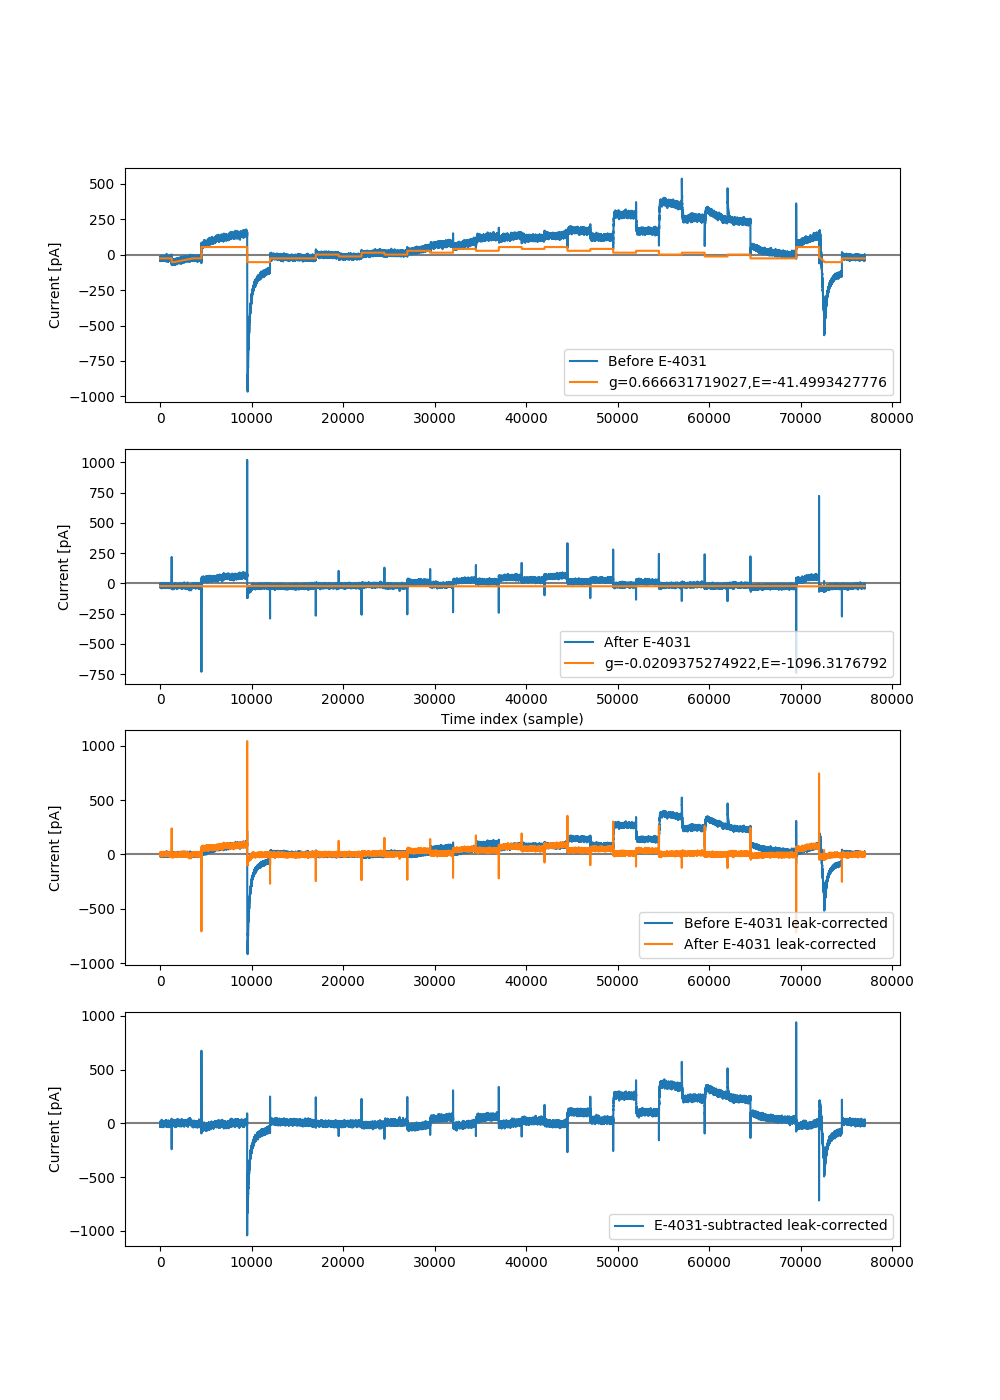 500
250
0
−250
−500
−750
−1000
Current [pA]
Before E-4031
g=0.666631719027,E=-41.4993427776
0 10000 20000 30000 40000 50000 60000 70000 80000
1000
750
500
250
0
−250
−500
−750
Current [pA]
After E-4031
g=-0.0209375274922,E=-1096.3176792
0 10000 20000 30000 40000 50000 60000 70000 80000
Time index (sample)
1000
500
0
−500
−1000
Current [pA]
Before E-4031 leak-corrected
After E-4031 leak-corrected
0 10000 20000 30000 40000 50000 60000 70000 80000
1000
500
0
−500
−1000
Current [pA]
E-4031-subtracted leak-corrected
0 10000 20000 30000 40000 50000 60000 70000 80000